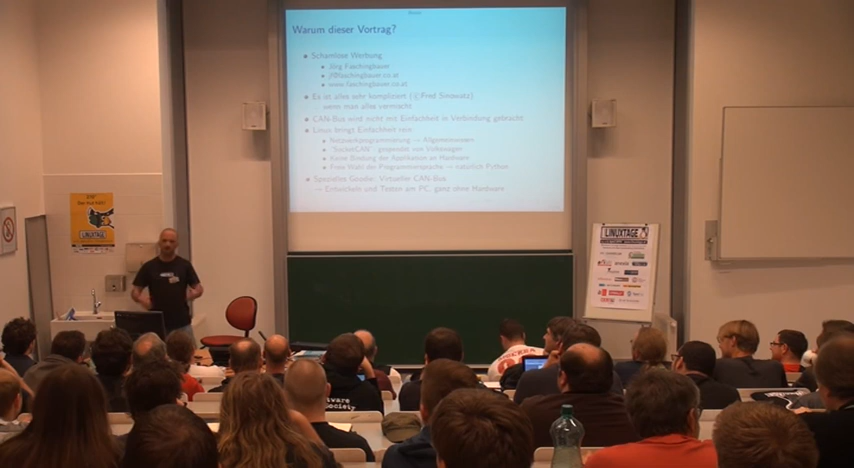 Warum dieser Vortrag?
Schamlose Werbung
Jörg Faschingbauer
jf@faschingbauer.co.at
www.faschingbauer.co.at
Es ist alles sehr kompliziert (©Fred Sinowatz)
wenn man alles vermischt
CAN-Bus wird nicht mit Einfachheit in Verbindung gebracht
Linux bringt Einfachheit rein
Netzwerkprogrammierung → Allgemeinwissen
"SocketCAN" gespendet von Volkswagen
Keine Bindung der Applikation an Hardware
Freie Wahl der Programmiersprache → natürlich Python
Spezielles Goodie: Virtueller CAN-Bus
→ Entwickeln und Testen am PC, ganz ohne Hardware
LINUXTAGE
LINUXTAGE
ware
Society